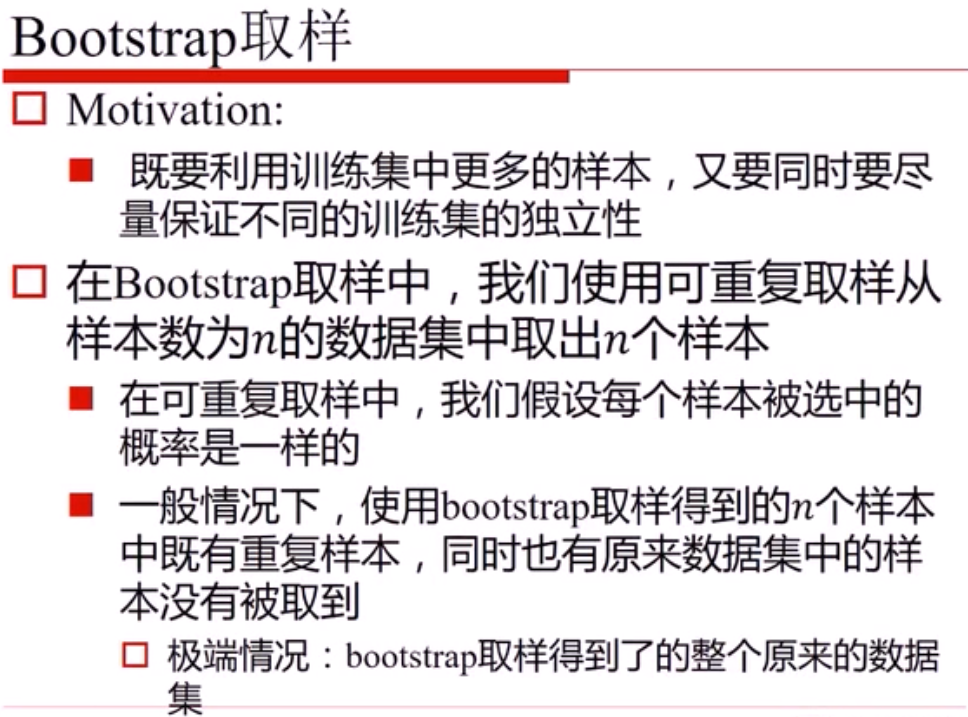 Bootstrap取样
Motivation:
既要利用训练集中更多的样本，又要同时要尽
量保证不同的训练集的独立性
在Bootstrap取样中，我们使用可重复取样从
样本数为n的数据集中取出n个样本
在可重复取样中，我们假设每个样本被选中的
概率是一样的
一般情况下，使用bootstrap取样得到的n个样本
中既有重复样本，同时也有原来数据集中的样
本没有被取到
极端情况：bootstrap取样得到了的整个原来的数据
集